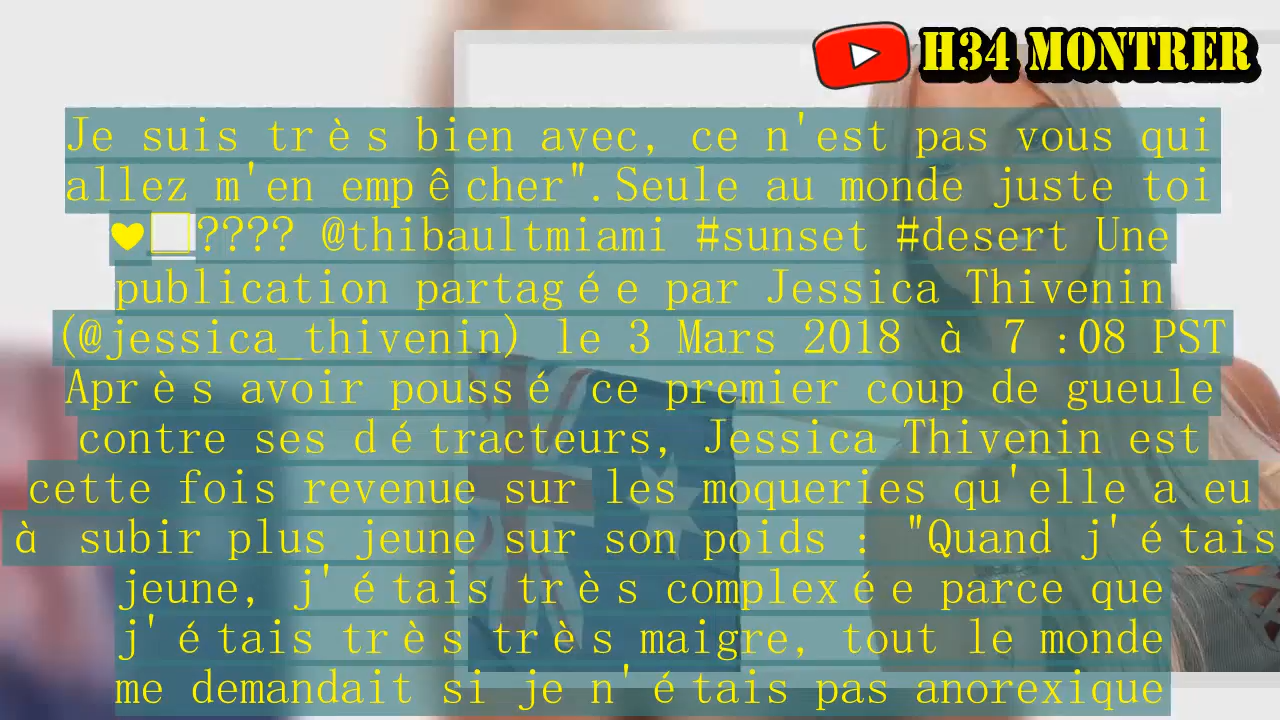 H34 MONTRER
Je suis très bien avec, ce n'est pas vous qui
allez m'en empêcher".Seule au monde juste toi
♥□???? @thibaultmiami #sunset #desert Une
publication partagée par Jessica Thivenin
(@jessica_thivenin) le 3 Mars 2018 à 7 :08 PST
Après avoir poussé ce premier coup de gueule
contre ses détracteurs, Jessica Thivenin est
cette fois revenue sur les moqueries qu'elle a eu
à subir plus jeune sur son poids : "Quand j'étais
jeune, j'étais très complexée parce que
j'étais très très maigre, tout le monde
me demandait si je n'étais pas anorexique